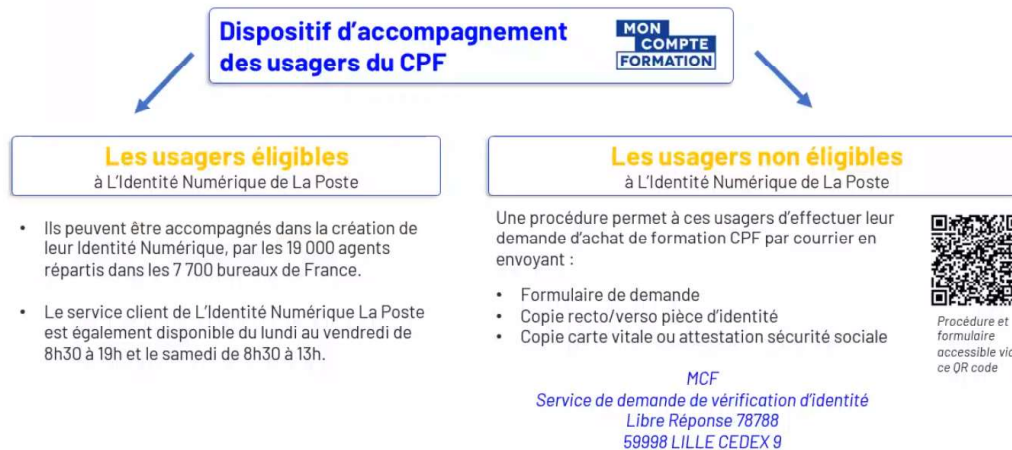 Dispositif d’accompagnement
des usagers du CPF
MON
COMPTE
FORMATION
Les usagers éligibles
à L’Identité Numérique de La Poste
• Ils peuvent être accompagnés dans la création de
leur Identité Numérique, par les 19 000 agents
répartis dans les 7 700 bureaux de France.
• Le service client de L’Identité Numérique La Poste
est également disponible du lundi au vendredi de
8h30 à 19h et le samedi de 8h30 à 13h.
Les usagers non éligibles
à L’Identité Numérique de La Poste
Une procédure permet à ces usagers d’effectuer leur
demande d’achat de formation CPF par courrier en
envoyant :
• Formulaire de demande
• Copie recto/verso pièce d’identité
• Copie carte vitale ou attestation sécurité sociale
MCF
Service de demande de vérification d’identité
Libre Réponse 78788
59998 LILLE CEDEX 9
Procédure et
formulaire
accessible via
ce QR code